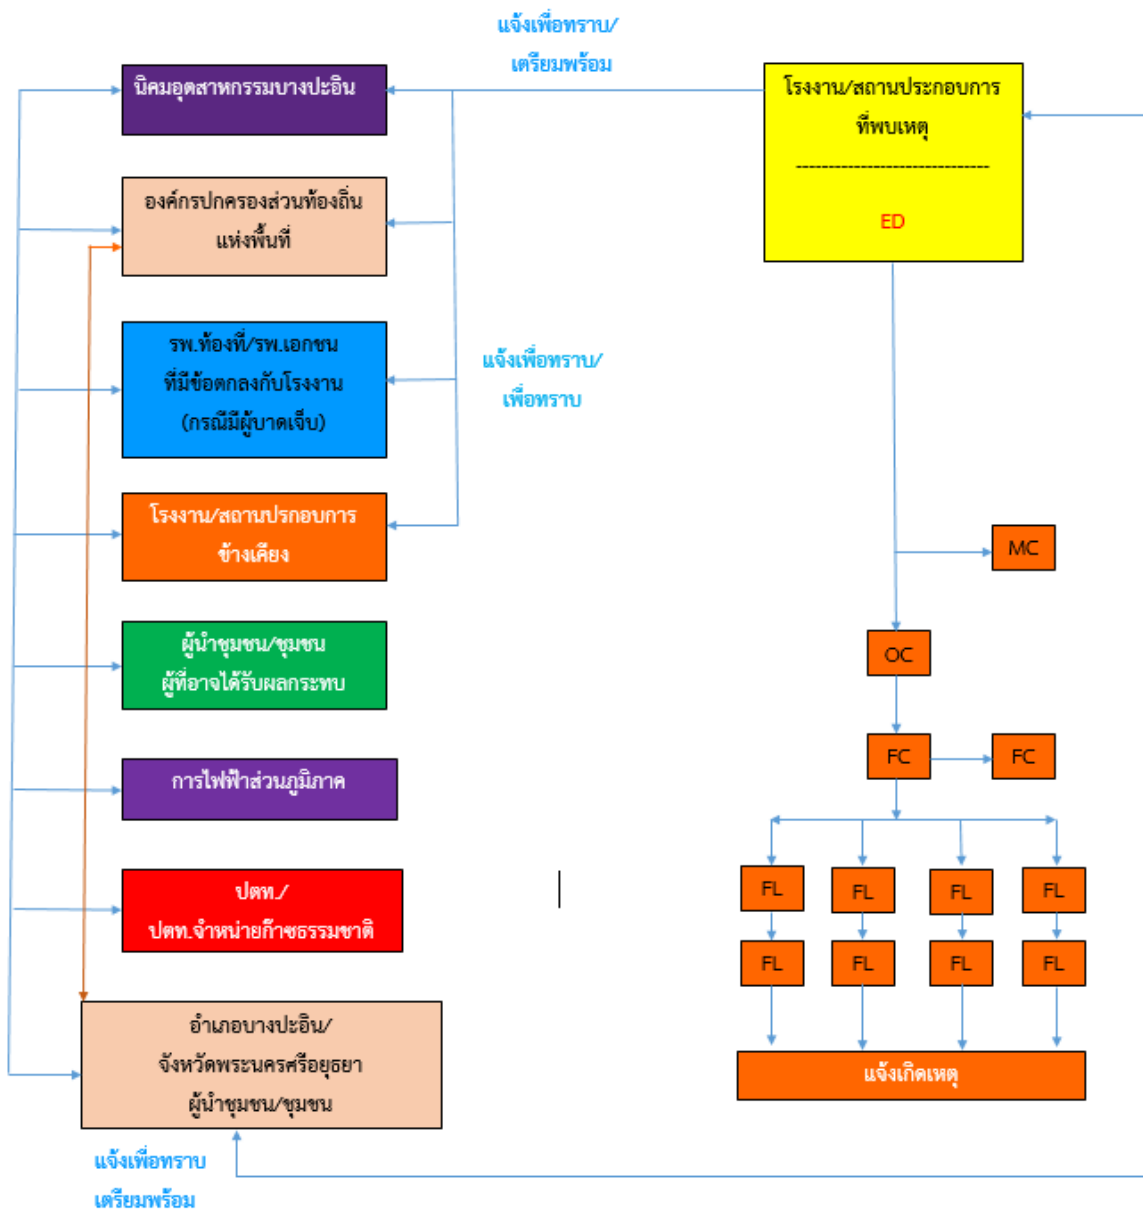 แจ้งเพื่อทราบ/
เตรียมพร้อม
นิคมอุตสาหกรรมบางปะอิน
โรงงาน/สถานประกอบการ
ที่พบเหตุ
------------------------------
ED
องค์กรปกครองส่วนท้องถิ่น
แห่งพื้นที่
รพ.ท้องที่/รพ.เอกชน
ที่มีข้อตกลงกับโรงงาน
(กรณีมีผู้บาดเจ็บ)
แจ้งเพื่อทราบ/
เพื่อทราบ
โรงงาน/สถานปรกอบการ
ข้างเคียง
MC
ผู้นำชุมชน/ชุมชน
ผู้ที่อาจได้รับผลกระทบ
OC
การไฟฟ้าส่วนภูมิภาค
FC
FC
ปตท./
ปตท.จำหน่ายก๊าซธรรมชาติ
FL
FL
FL
FL
FL
FL
FL
FL
อำเภอบางปะอิน/
จังหวัดพระนครศรีอยุธยา
ผู้นำชุมชน/ชุมชน
แจ้งเกิดเหตุ
แจ้งเพื่อทราบ
เตรียมพร้อม